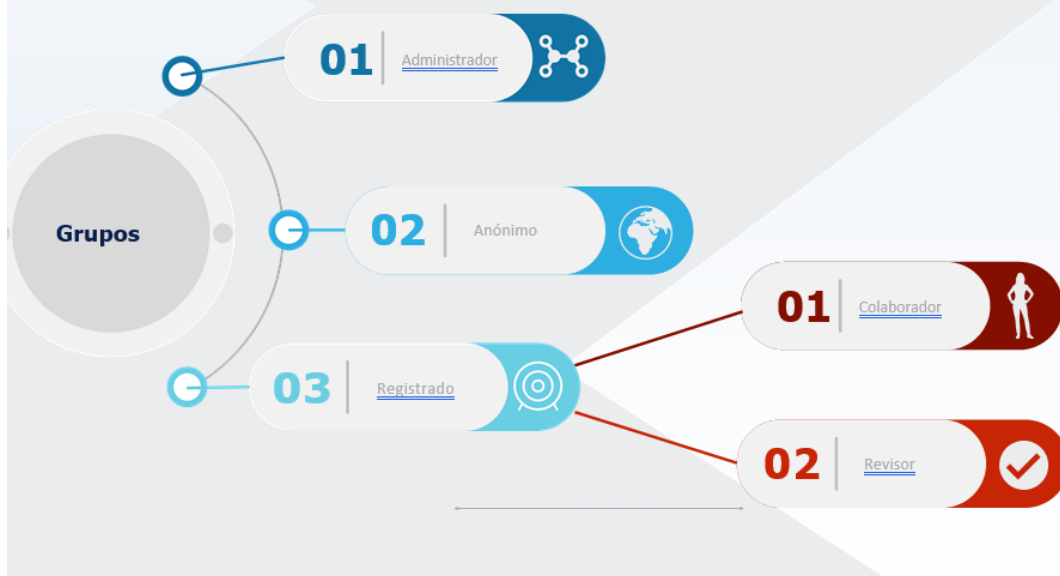 01 Administrador
Grupos
02 Anónimo
03 Registrado
01 Colaborador
02 Revisor